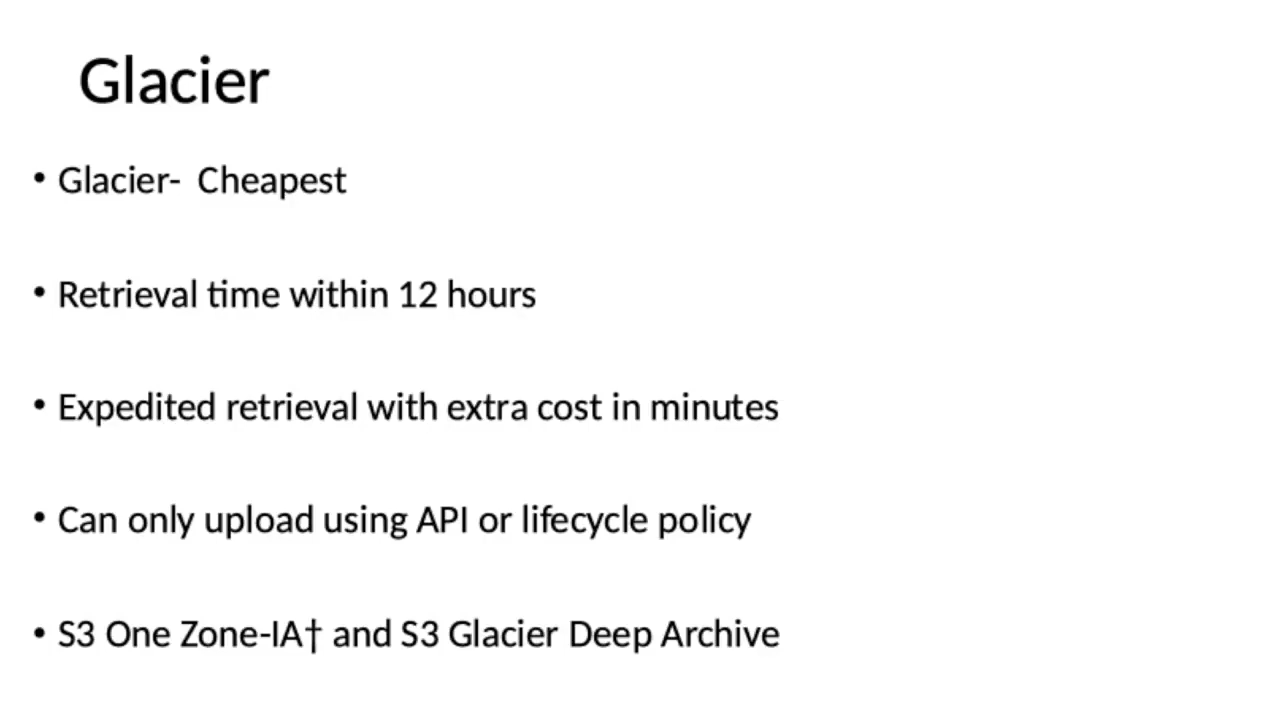 Glacier
• Glacier-  Cheapest
• Retrieval time within 12 hours
• Expedited retrieval with extra cost in minutes
• Can only upload using API or lifecycle policy
• S3 One Zone-IA† and S3 Glacier Deep Archive